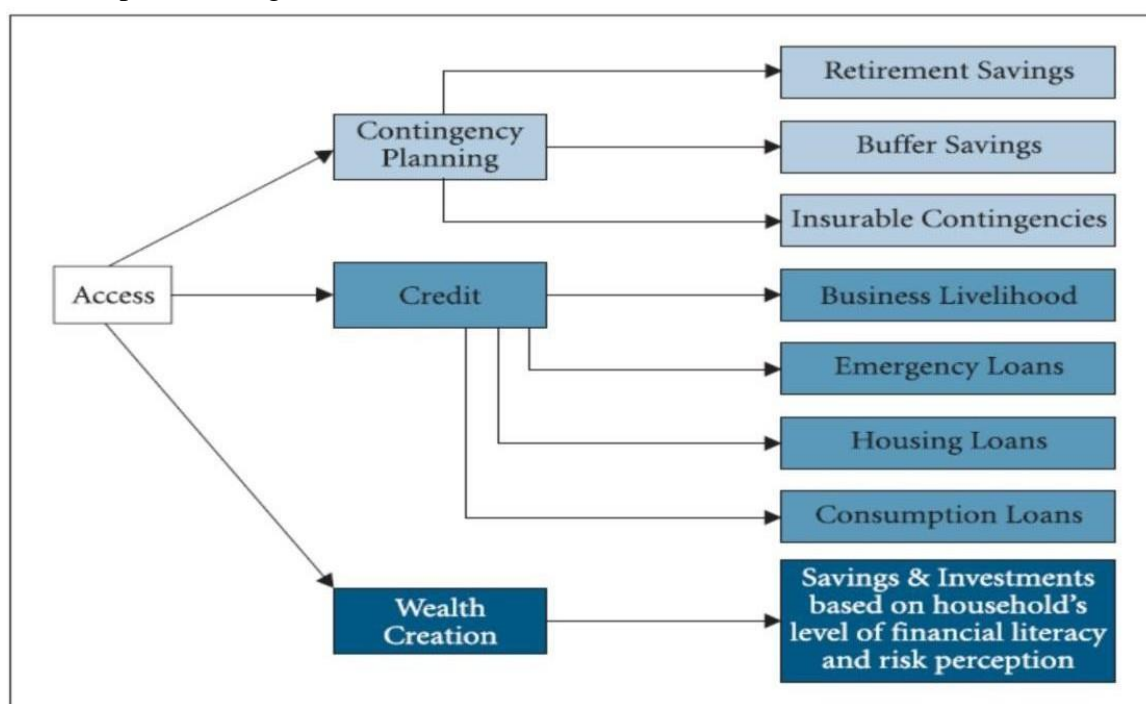 Retirement Savings
Contingency
Planning
Buffer Savings
Insurable Contingencies
Access
Credit
Business Livelihood
Emergency Loans
Housing Loans
Consumption Loans
Wealth
Creation
Savings & Investments
based on household's
level of financial literacy
and risk perception